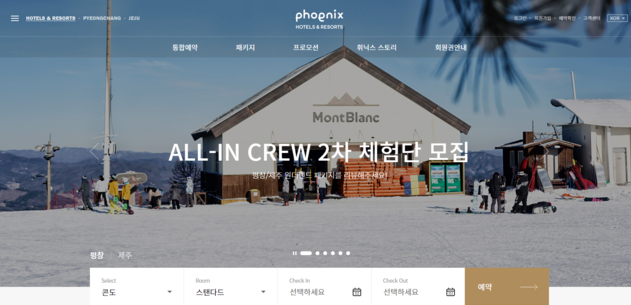 HOTELS & RESORTS · PYEONGCHANG · JEJU
phoenix
HOTELS & RESORTS
로그인 · 회원가입 · 예약확인 · 고객센터
KOR
통합예약 패키지 프로모션 휘닉스 스토리 회원권안내
MontBlanc
ALL-IN CREW 2차 체험단 모집
평창/제주 윈터랜드 패키지를 리뷰해주세요!
평창 제주
Select Room Check In Check Out
콘도 스탠다드 선택하세요 선택하세요 예약